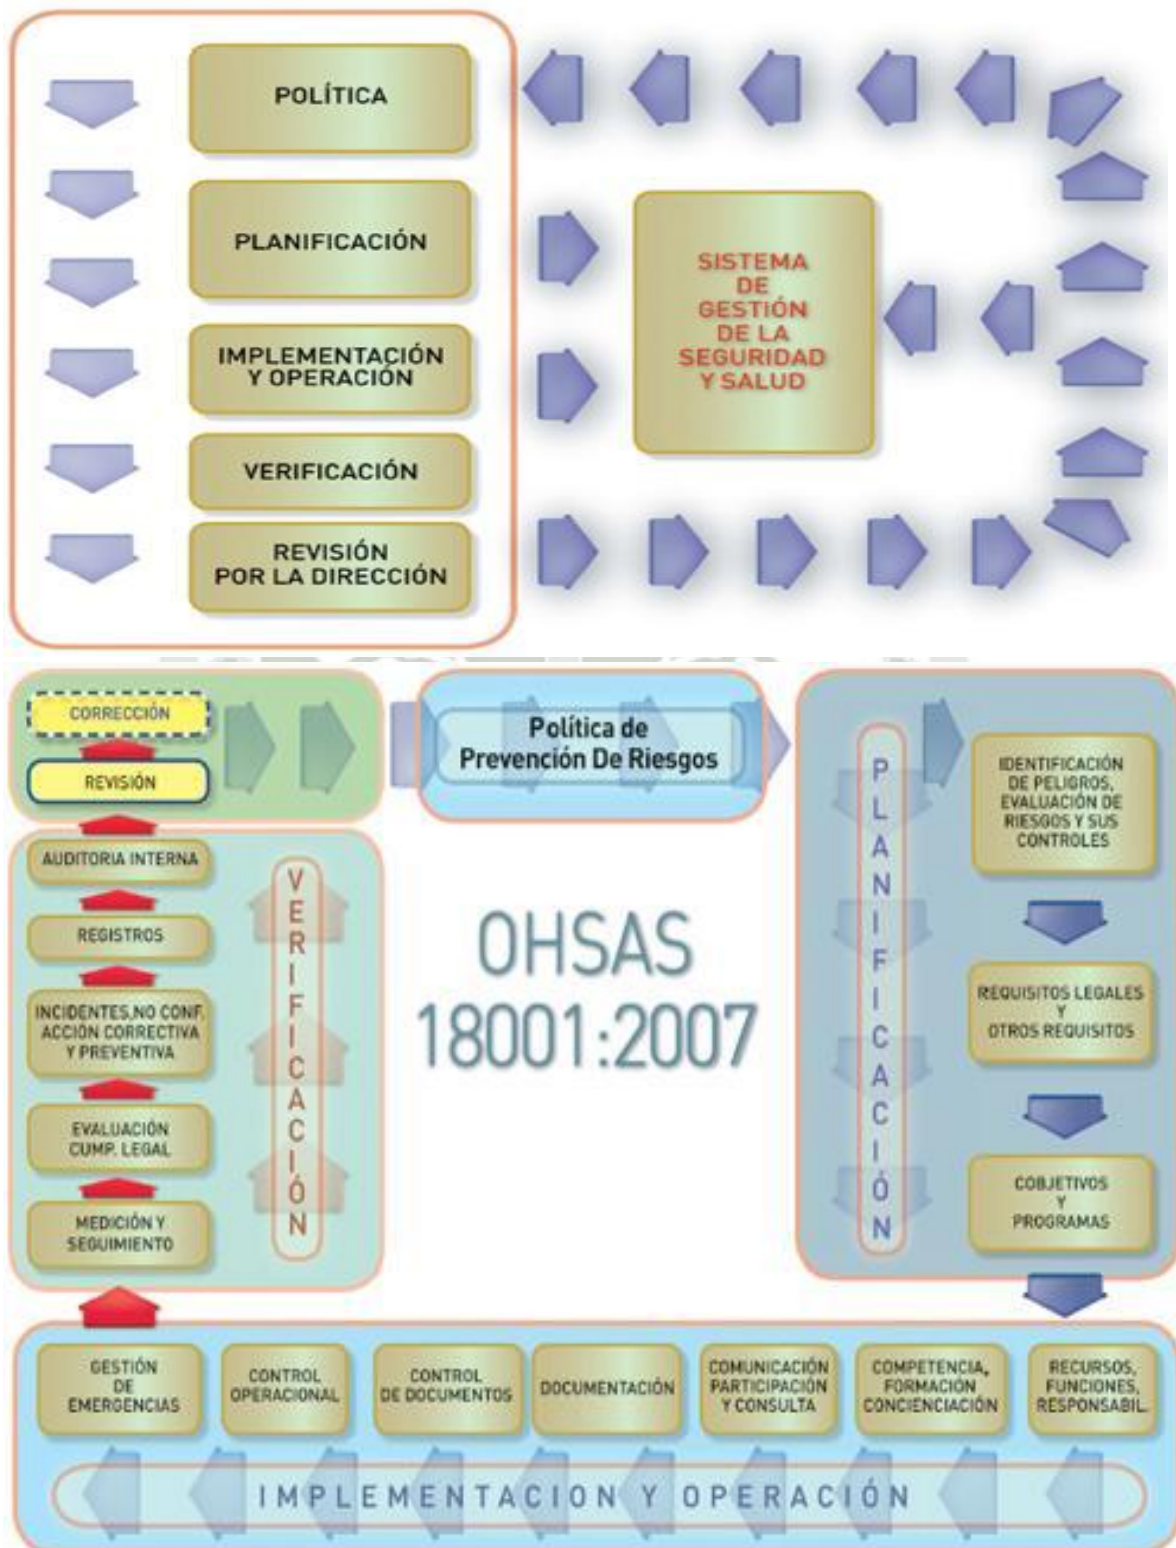 POLÍTICA
PLANIFICACIÓN
IMPLEMENTACIÓN
Y OPERACIÓN
VERIFICACIÓN
REVISIÓN
POR LA DIRECCIÓN
SISTEMA
DE
GESTIÓN
DE LA
SEGURIDAD
Y SALUD
CORRECCIÓN
REVISIÓN
Política de
Prevención De Riesgos
PLANIFICACIÓN
IDENTIFICACIÓN
DE PELIGROS,
EVALUACIÓN DE
RIESGOS Y SUS
CONTROLES
REQUISITOS LEGALES
Y
OTROS REQUISITOS
COBJETIVOS
Y
PROGRAMAS
AUDITORIA INTERNA
REGISTROS
INCIDENTES,NO CONF.
ACCIÓN CORRECTIVA
Y PREVENTIVA
EVALUACIÓN
CUMP. LEGAL
MEDICIÓN Y
SEGUIMIENTO
VERIFICACIÓN
OHSAS
18001:2007
GESTIÓN
DE
EMERGENCIAS
CONTROL
OPERACIONAL
CONTROL
DE DOCUMENTOS
DOCUMENTACIÓN
COMUNICACIÓN
PARTICIPACIÓN
Y CONSULTA
COMPETENCIA,
FORMACIÓN
CONCIENCIACIÓN
RECURSOS,
FUNCIONES,
RESPONSABIL.
IMPLEMENTACION Y OPERACIÓN